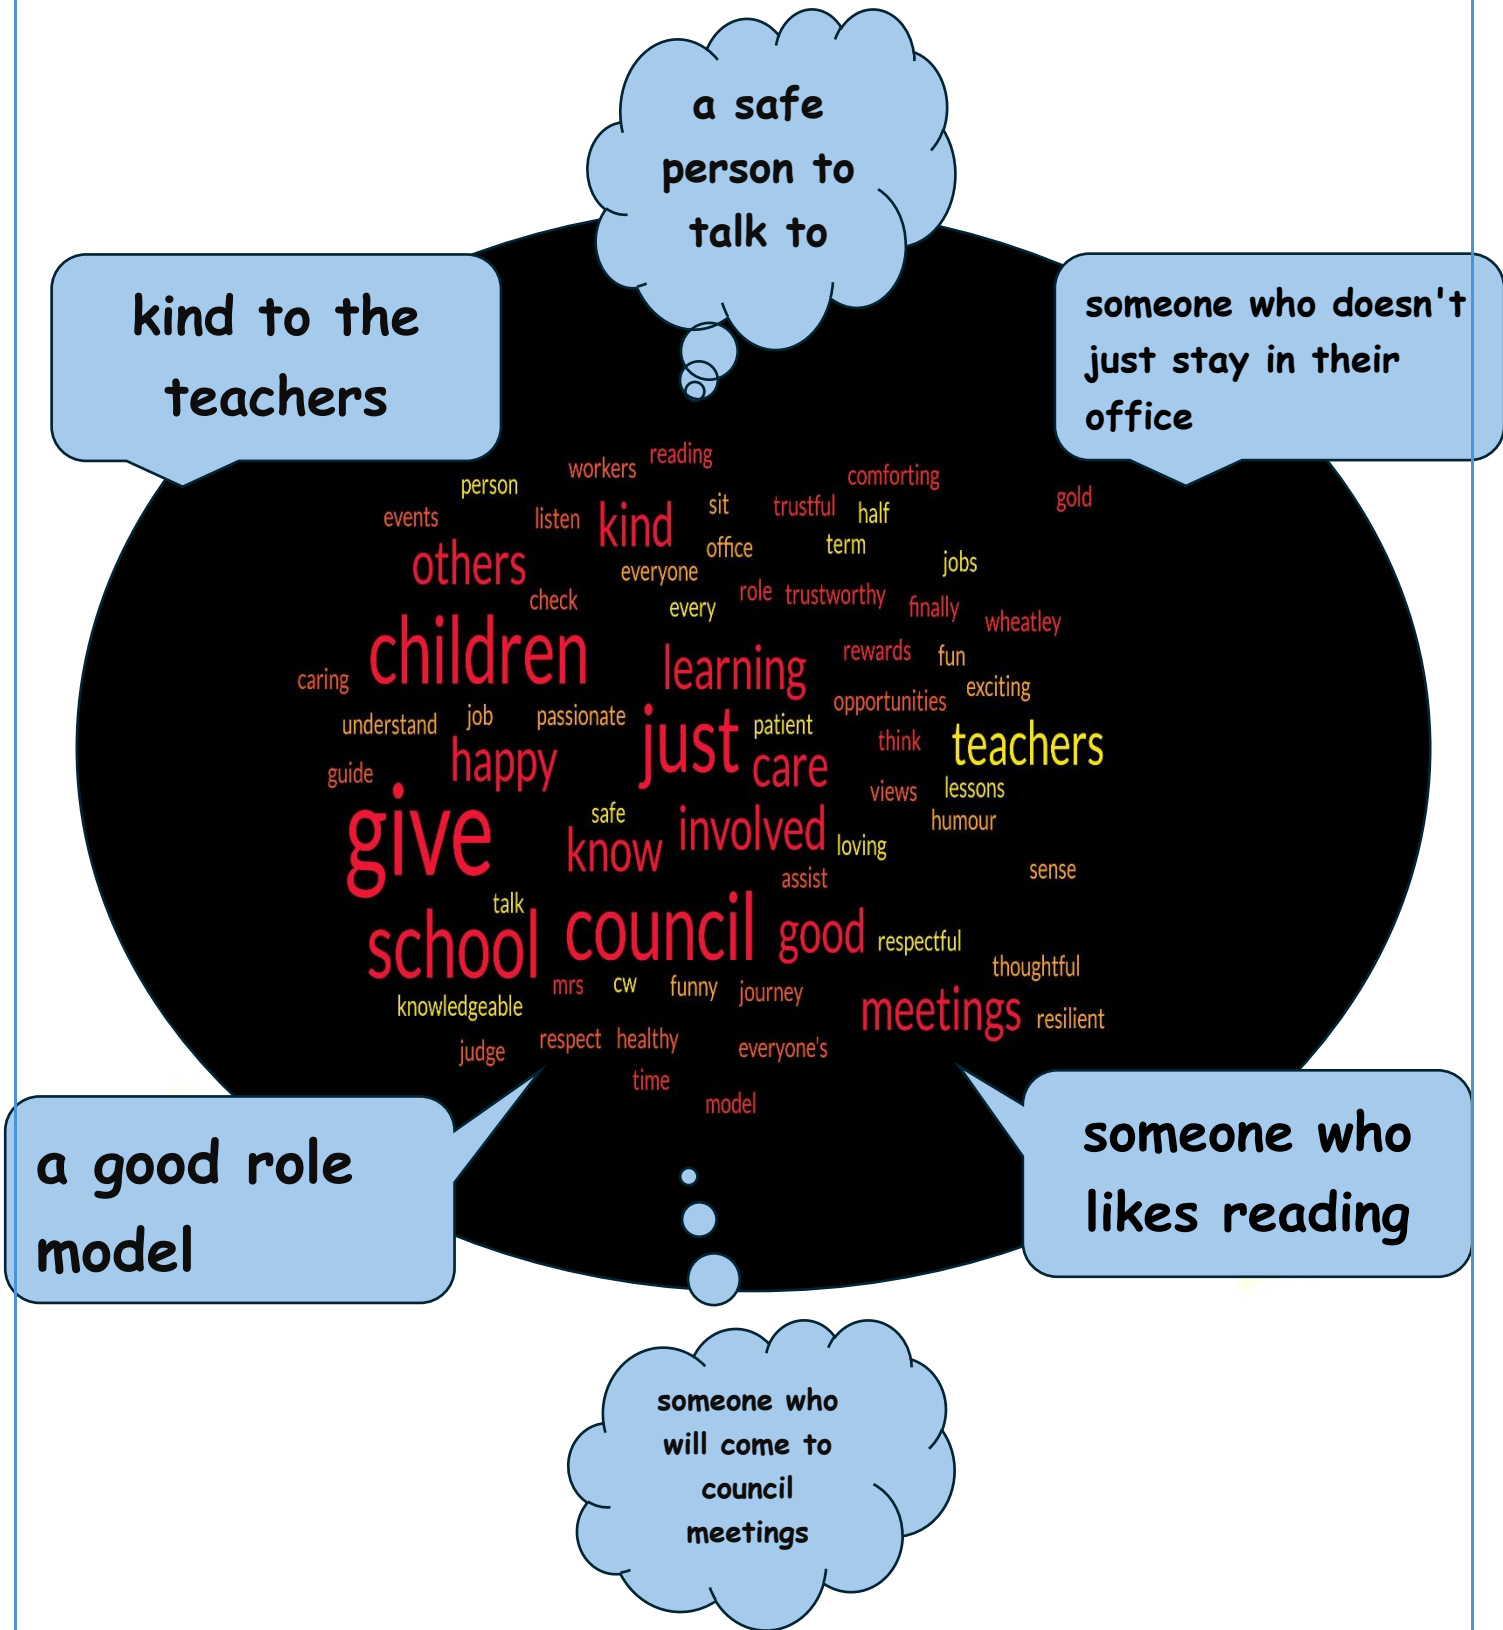 a safe
person to
talk to
kind to the
teachers
someone who doesn't
just stay in their
office
reading
workers
comforting
person
gold
sit
trustful
half
events
listen
kind
term
office
others
jobs
everyone
role
trustworthy
check
every
finally
wheatley
children
learning
rewards
fun
caring
exciting
opportunities
understand
job
passionate
just
patient
think
teachers
happy
care
guide
views
lessons
give
safe
involved
humour
know
loving
assist
sense
talk
school
council
good
respectful
thoughtful
mrs
cw
funny
journey
knowledgeable
meetings
resilient
judge
respect
healthy
everyone's
time
model
a good role
model
someone who
likes reading
someone who
will come to
council
meetings